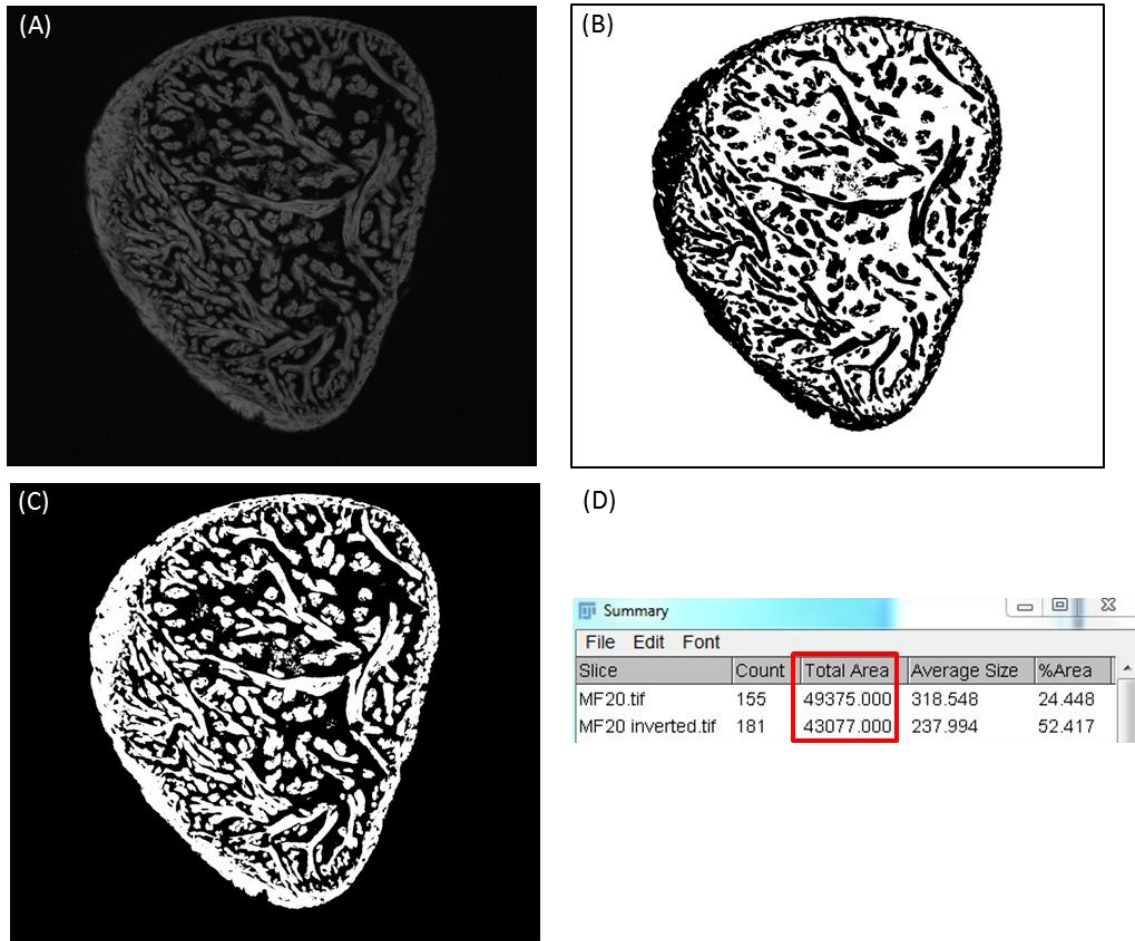 (A)
(B)
(C)
(D)
Summary
File Edit Font
Slice Count Total Area Average Size %Area
MF20.tif 155 49375.000 318.548 24.448
MF20 inverted.tif 181 43077.000 237.994 52.417